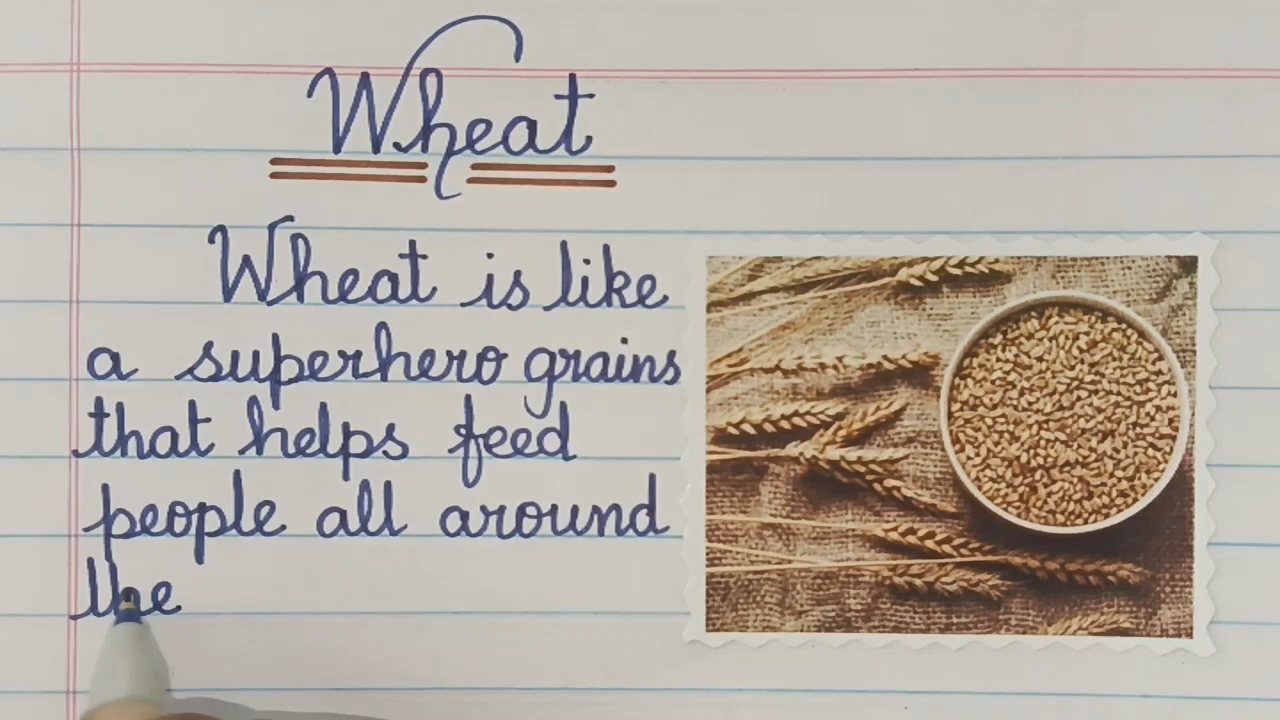 Wheat
Wheat is like
a superhero grains
that helps feed
people all around
the